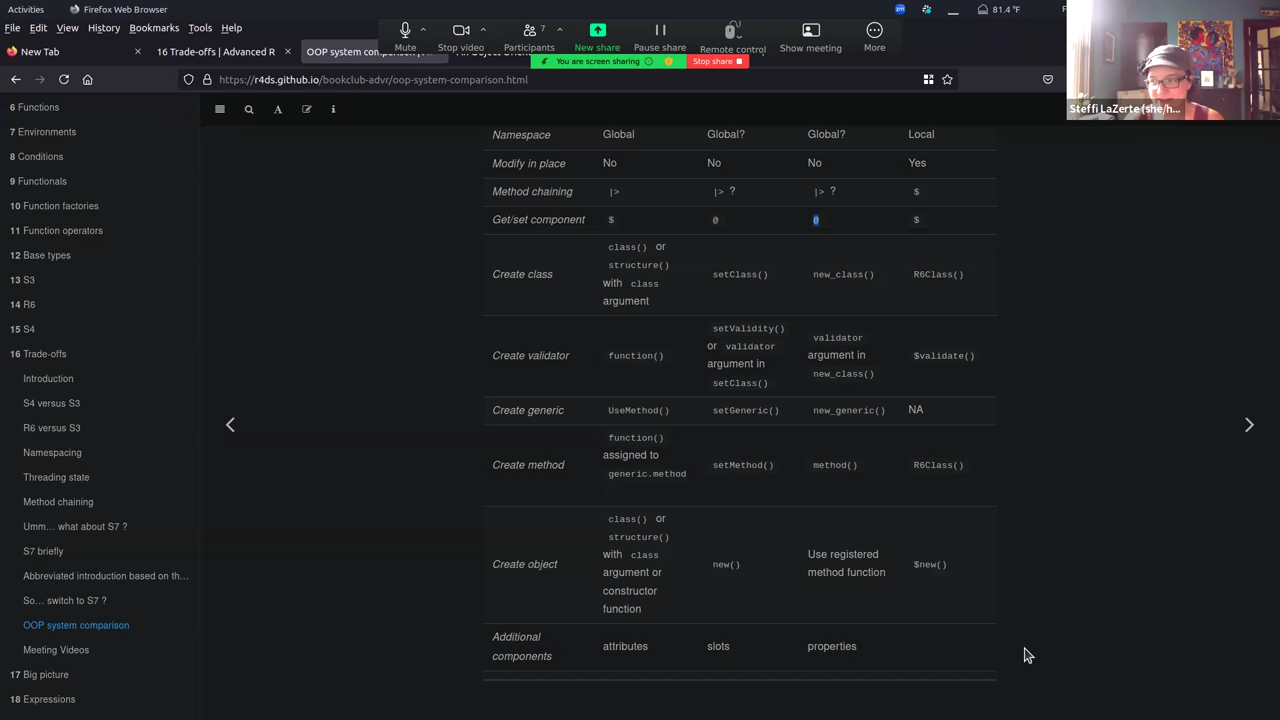 Activities
Firefox Web Browser
81.4 °F
File Edit View History Bookmarks Tools Help
Mute
Stop video
Participants
7
New share
Pause share
Remote control
Show meeting
More
New Tab
16 Trade-offs | Advanced R
OOP system comparison |
You are screen sharing
Stop share
https://r4ds.github.io/bookclub-advr/oop-system-comparison.html
Steffi LaZerte (she/h...
6 Functions
7 Environments
8 Conditions
9 Functionals
10 Function factories
11 Function operators
12 Base types
13 S3
14 R6
15 S4
16 Trade-offs
Introduction
S4 versus S3
R6 versus S3
Namespacing
Threading state
Method chaining
Umm... what about S7 ?
S7 briefly
Abbreviated introduction based on th...
So... switch to S7 ?
OOP system comparison
Meeting Videos
17 Big picture
18 Expressions
Namespace Global Global? Global? Local
Modify in place No No No Yes
Method chaining |> |> ? |> ? $
Get/set component $ @ @ $
Create class
class() or
structure()
with class
argument
setClass()
new_class()
R6Class()
Create validator
function()
setValidity()
or validator
argument in
setClass()
validator
argument in
new_class()
$validate()
Create generic UseMethod() setGeneric() new_generic() NA
Create method
function()
assigned to
generic.method
setMethod()
method()
R6Class()
Create object
class() or
structure()
with class
argument or
constructor
function
new()
Use registered
method function
$new()
Additional
components
attributes
slots
properties